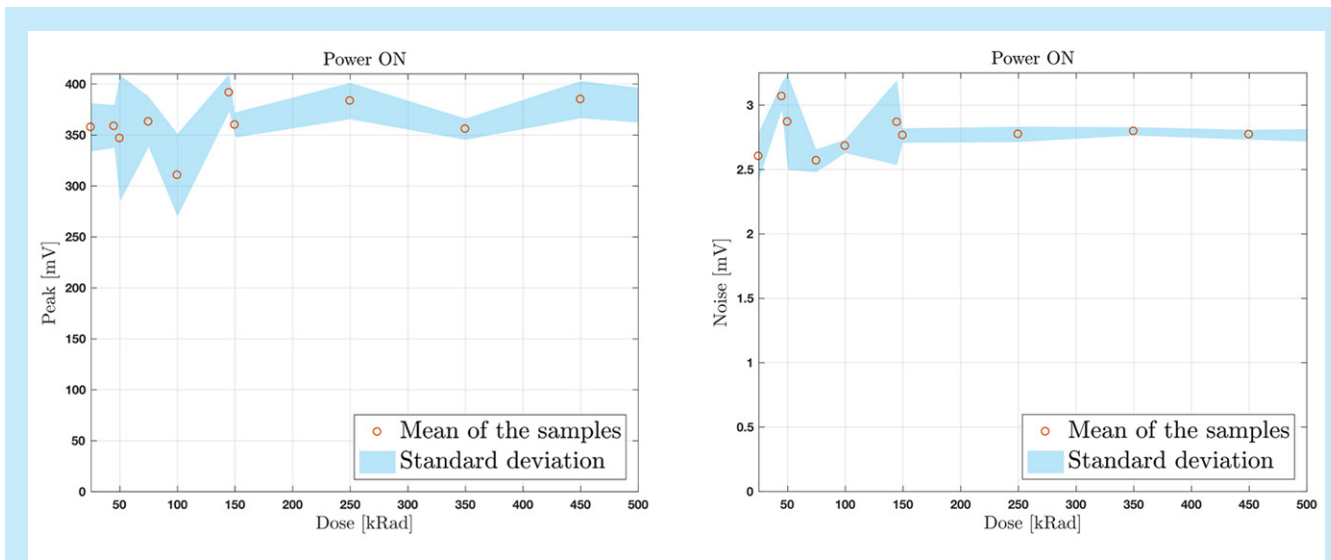 Power ON
400
350
300
250
200
150
100
50
0
Peak [mV]
50 100 150 200 250 300 350 400 450 500
Dose [kRad]
Mean of the samples
Standard deviation
Power ON
3
2.5
2
1.5
1
0.5
0
Noise [mV]
50 100 150 200 250 300 350 400 450 500
Dose [kRad]
Mean of the samples
Standard deviation